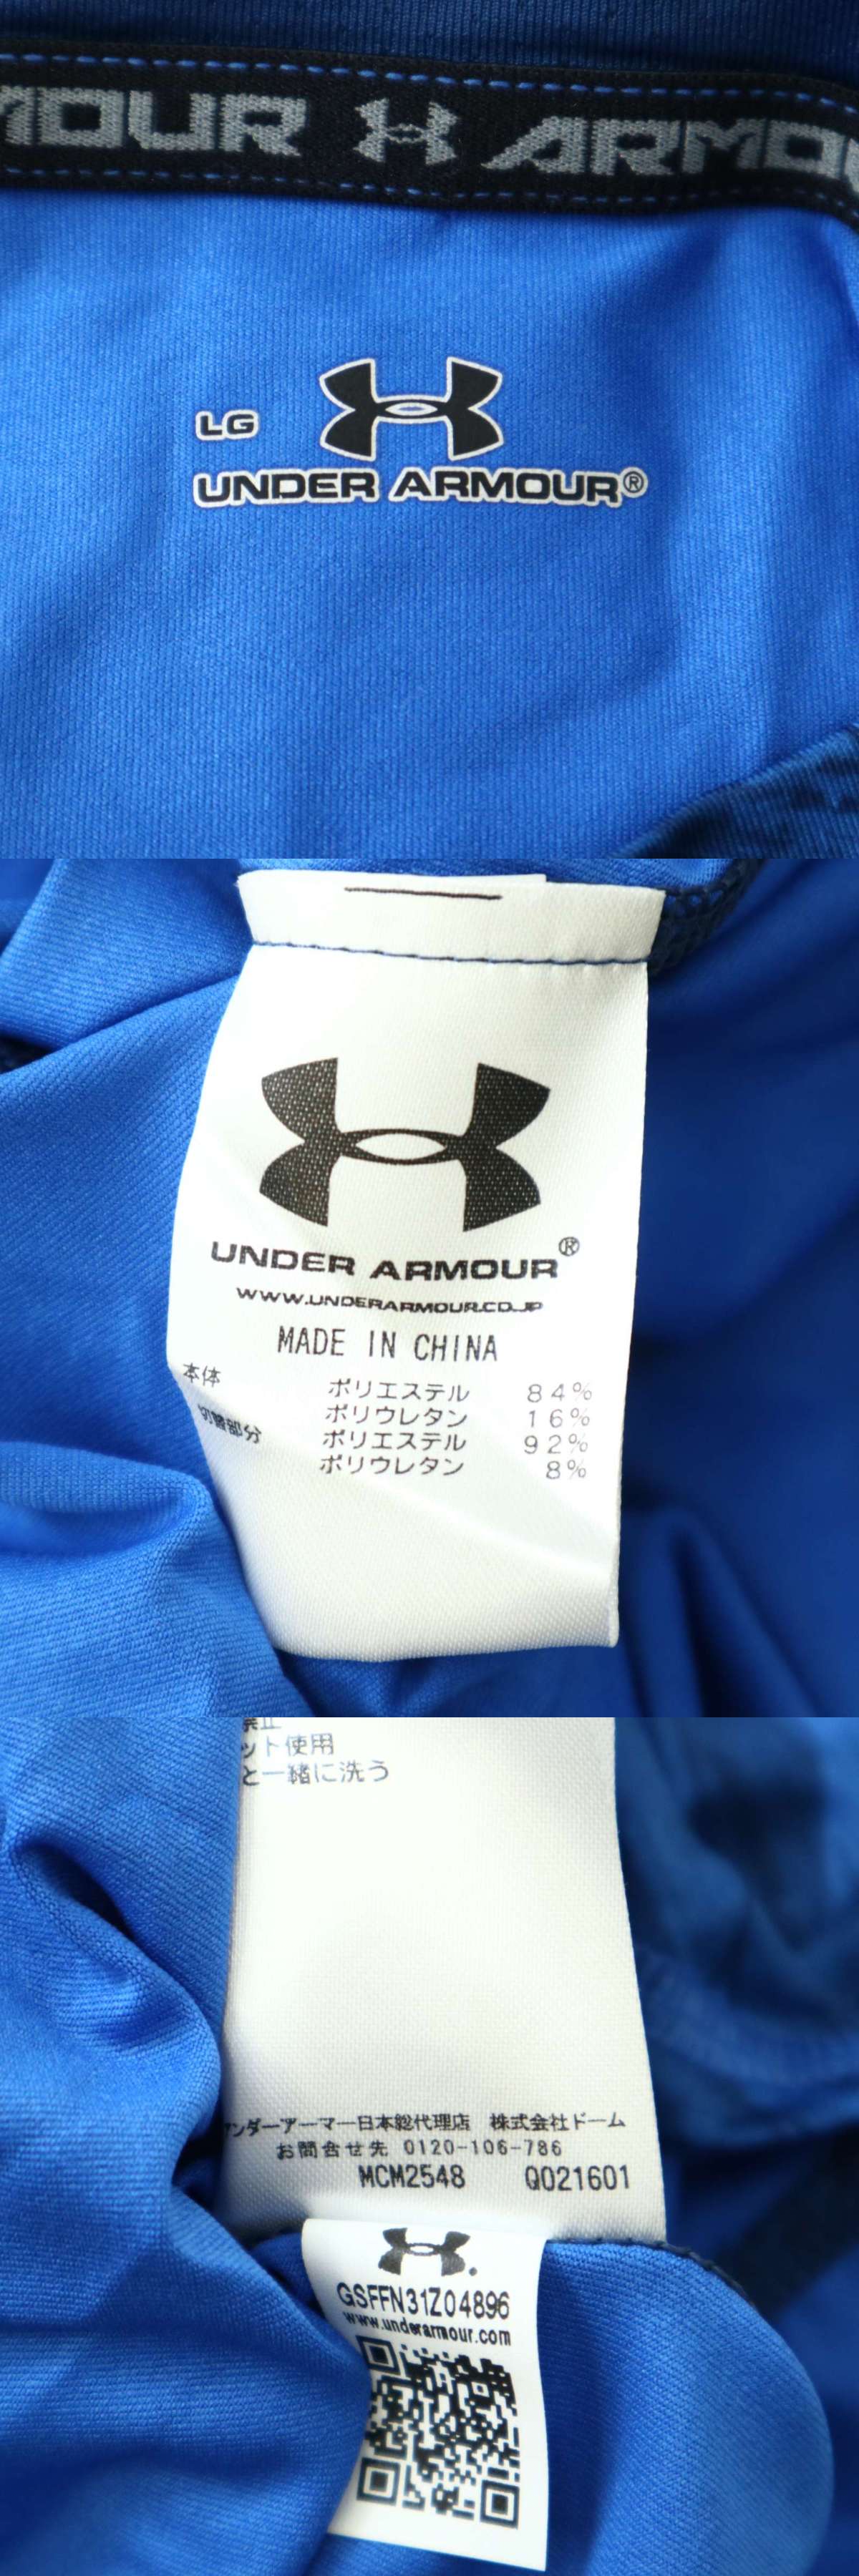 MOUR ARMOU
LG
UNDER ARMOUR®
UNDER ARMOUR®
WWW.UNDERARMOUR.CO.JP
MADE IN CHINA
本体 ポリエステル 84%
ポリウレタン 16%
切替部分 ポリエステル 92%
ポリウレタン 8%
禁止
ット使用
と一緒に洗う
アンダーアーマー日本総代理店 株式会社ドーム
お問合せ先 0120-106-786
MCM2548 Q021601
GSFFN31Z04896
www.underarmour.com